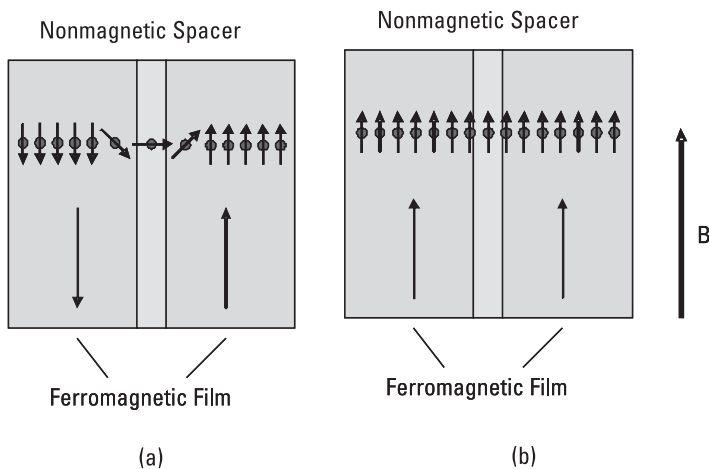 Nonmagnetic Spacer
Nonmagnetic Spacer
B
Ferromagnetic Film
Ferromagnetic Film
(a)
(b)